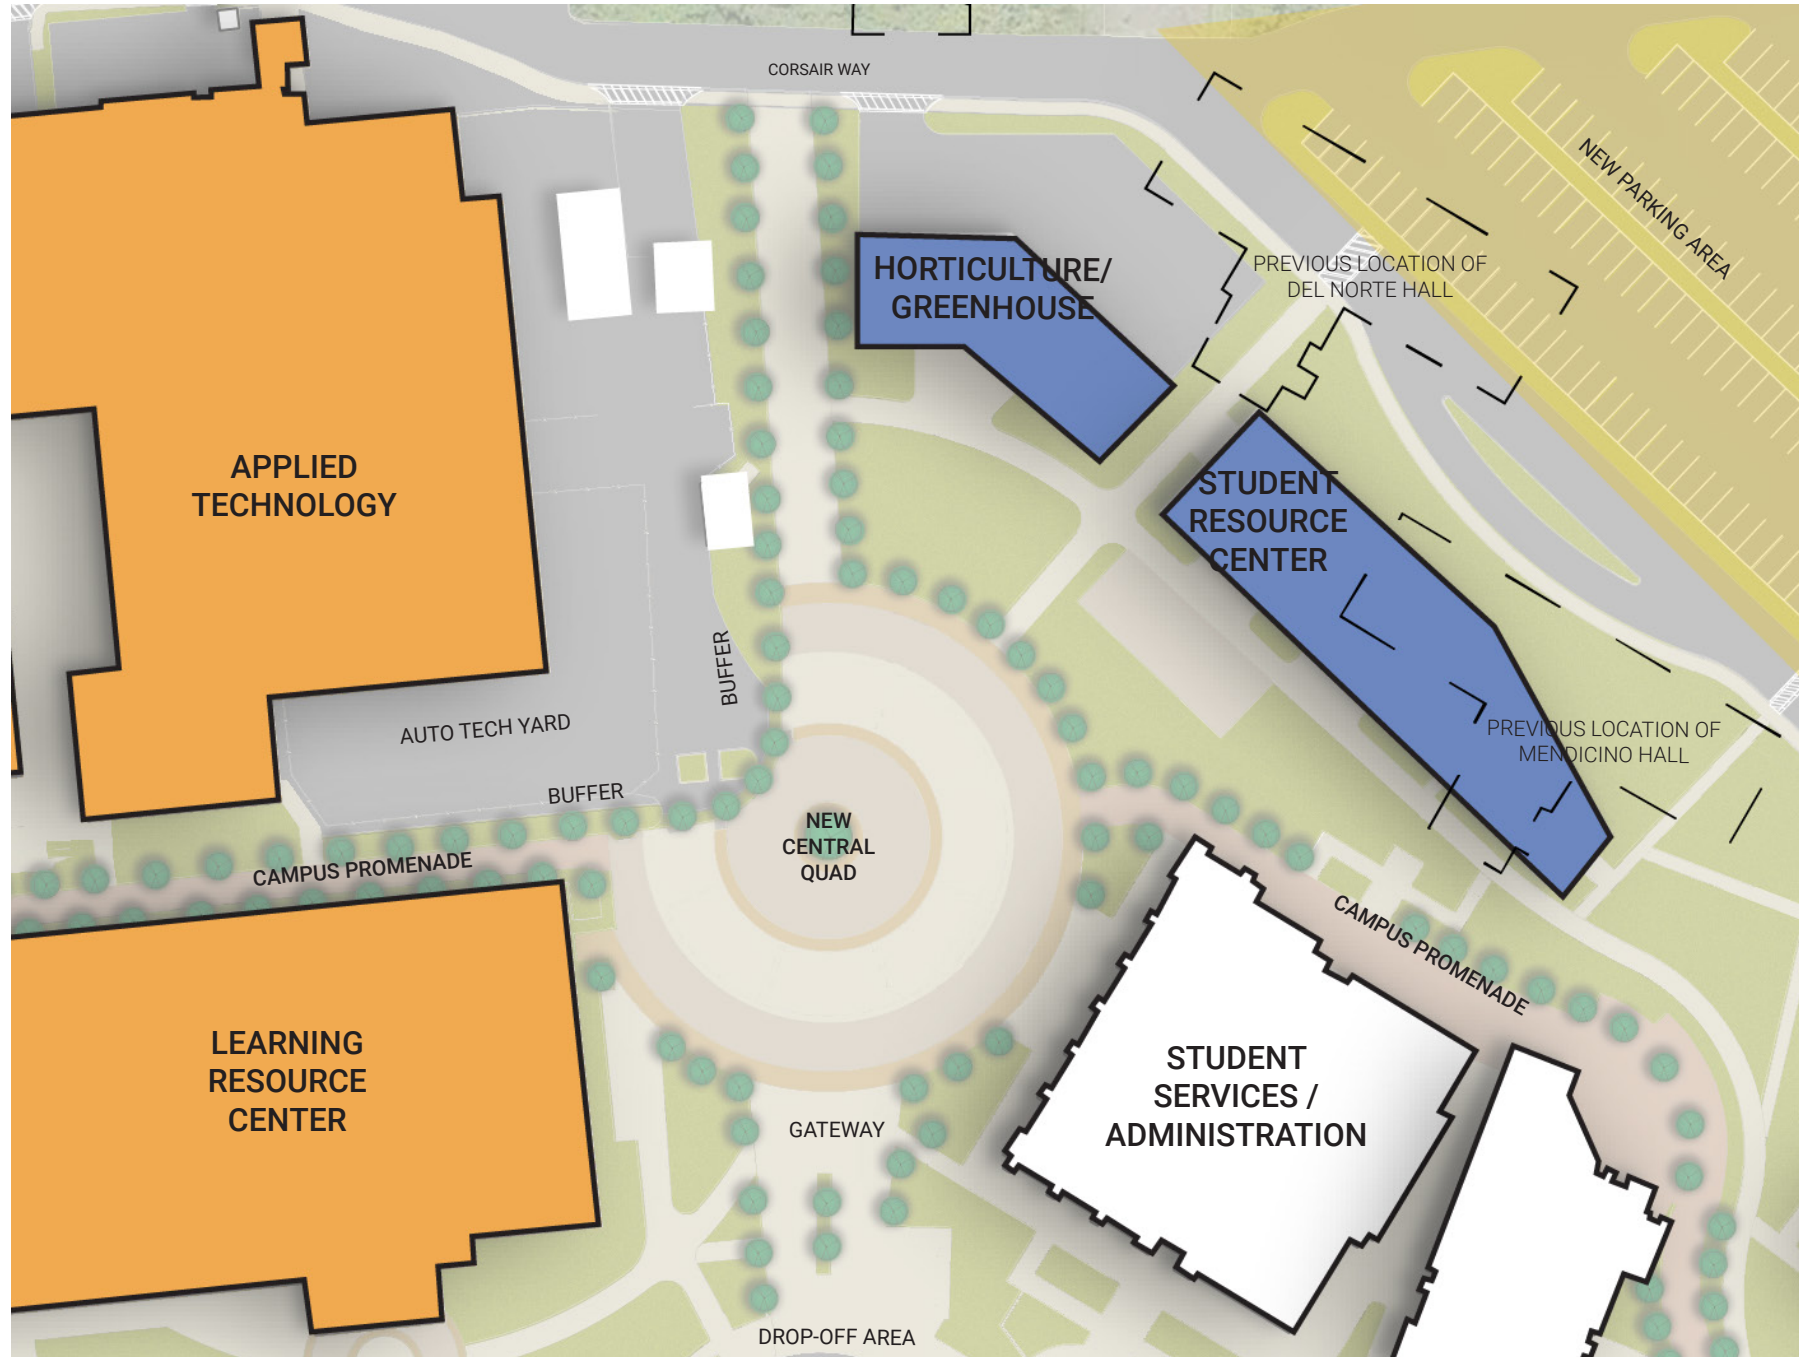 CORSAIR WAY
NEW PARKING AREA
HORTICULTURE/
GREENHOUSE
PREVIOUS LOCATION OF
DEL NORTE HALL
APPLIED
TECHNOLOGY
STUDENT
RESOURCE
CENTER
BUFFER
AUTO TECH YARD
PREVIOUS LOCATION OF
MENDICINO HALL
BUFFER
NEW
CENTRAL
QUAD
CAMPUS PROMENADE
CAMPUS PROMENADE
LEARNING
RESOURCE
CENTER
STUDENT
SERVICES /
ADMINISTRATION
GATEWAY
DROP-OFF AREA